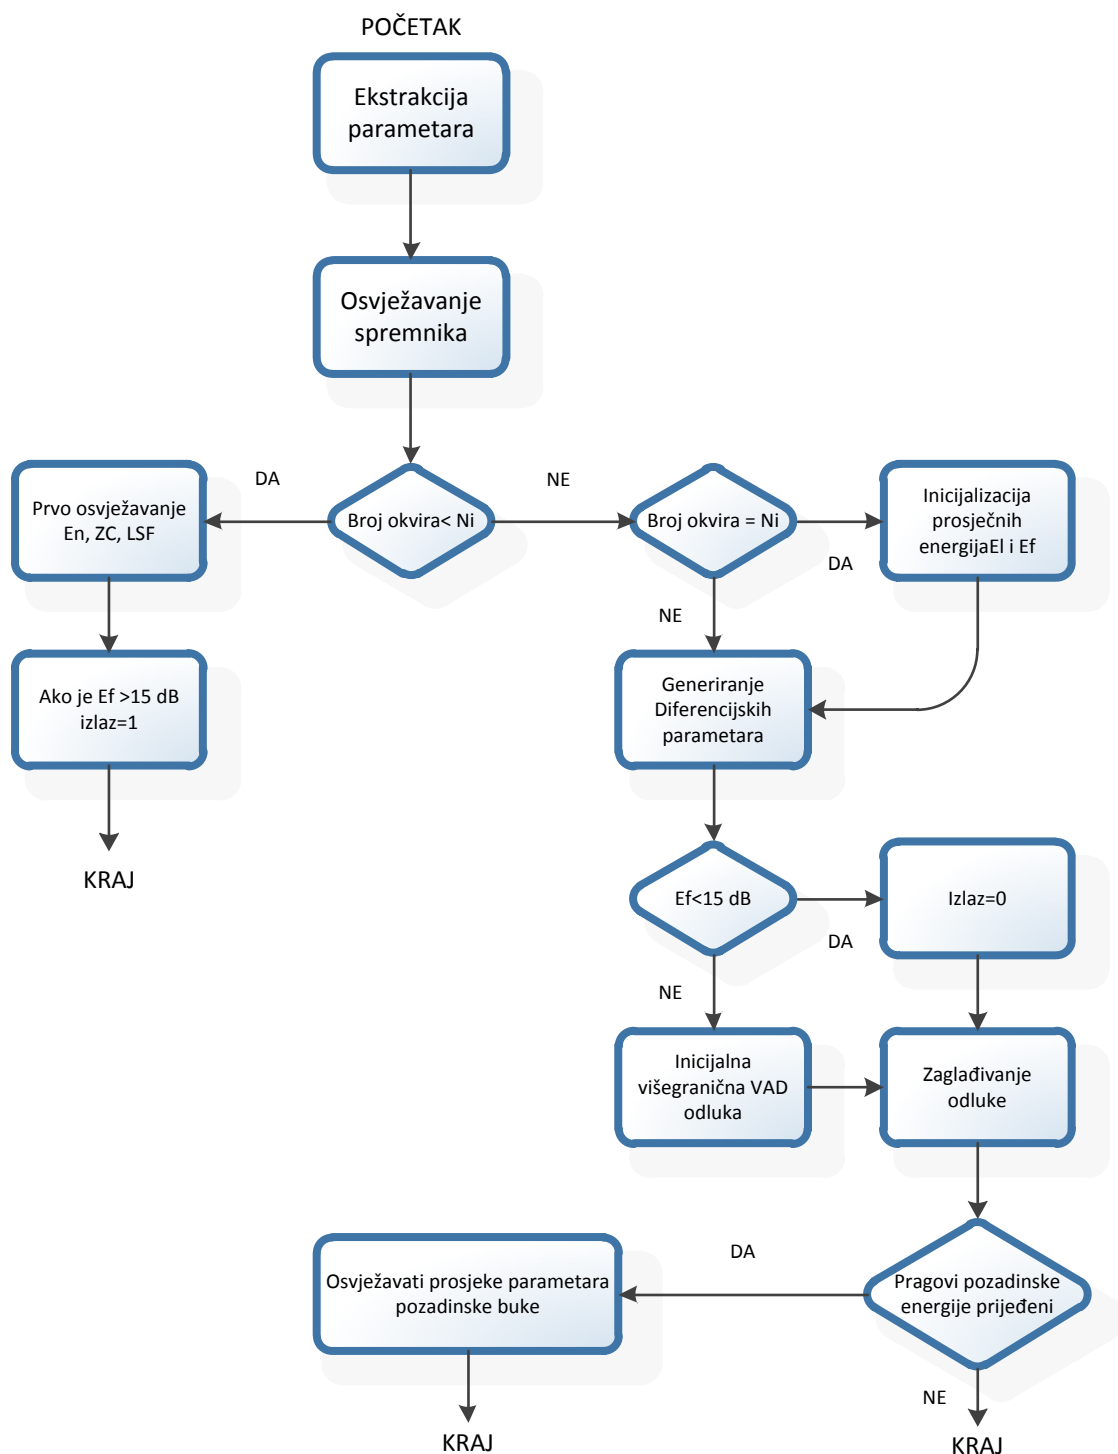 POČETAK
Ekstrakcija
parametara
Osvježavanje
spremnika
DA
NE
Prvo osvježavanje
En, ZC, LSF
Broj okvira< Ni
Broj okvira = Ni
Inicijalizacija
prosječnih
energijaEl i Ef
DA
NE
Ako je Ef >15 dB
izlaz=1
Generiranje
Diferencijskih
parametara
KRAJ
Ef<15 dB
Izlaz=0
DA
NE
Inicijalna
višegranična VAD
odluka
Zaglađivanje
odluke
DA
Osvježavati prosjeke parametara
pozadinske buke
Pragovi pozadinske
energije prijeđeni
NE
KRAJ
KRAJ